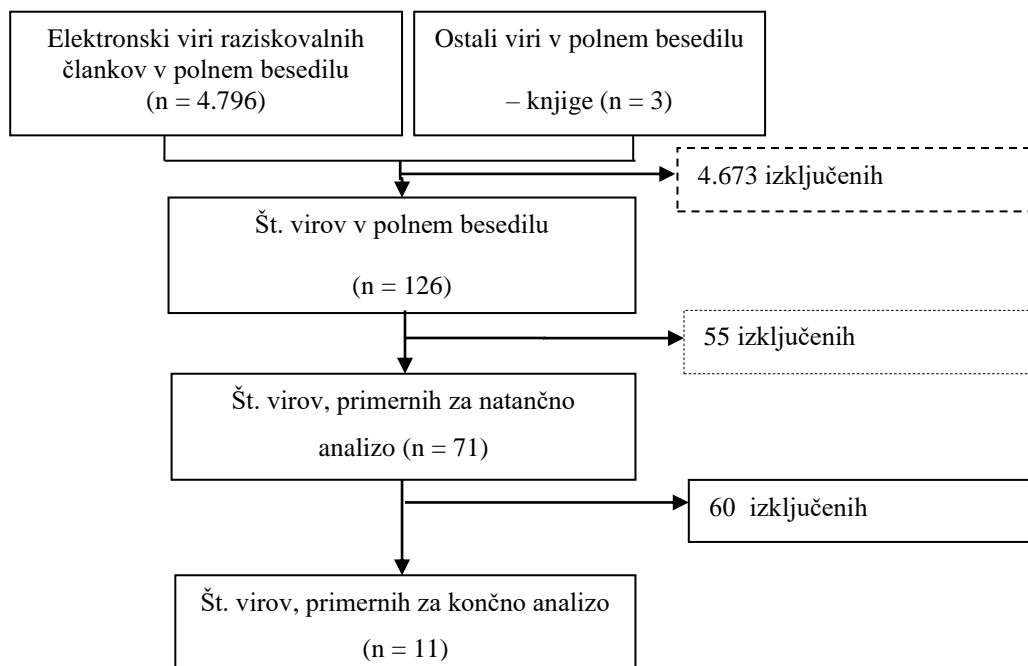 Elektronski viri raziskovalnih
člankov v polnem besedilu
(n = 4.796)
Ostali viri v polnem besedilu
– knjige (n = 3)
4.673 izključenih
Št. virov v polnem besedilu
(n = 126)
55 izključenih
Št. virov, primernih za natančno
analizo (n = 71)
60 izključenih
Št. virov, primernih za končno analizo
(n = 11)